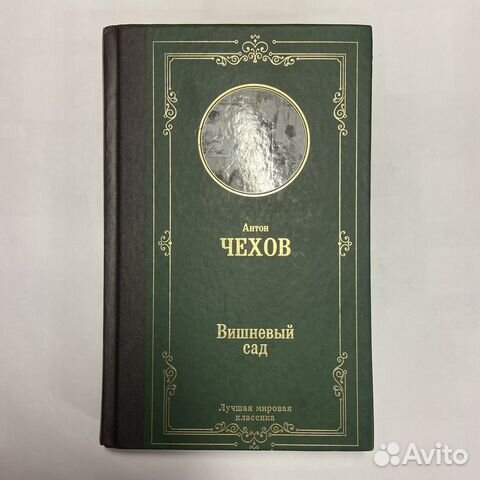 Антон
ЧЕХОВ
Вишневый
сад
Лучшая мировая
классика
Avito